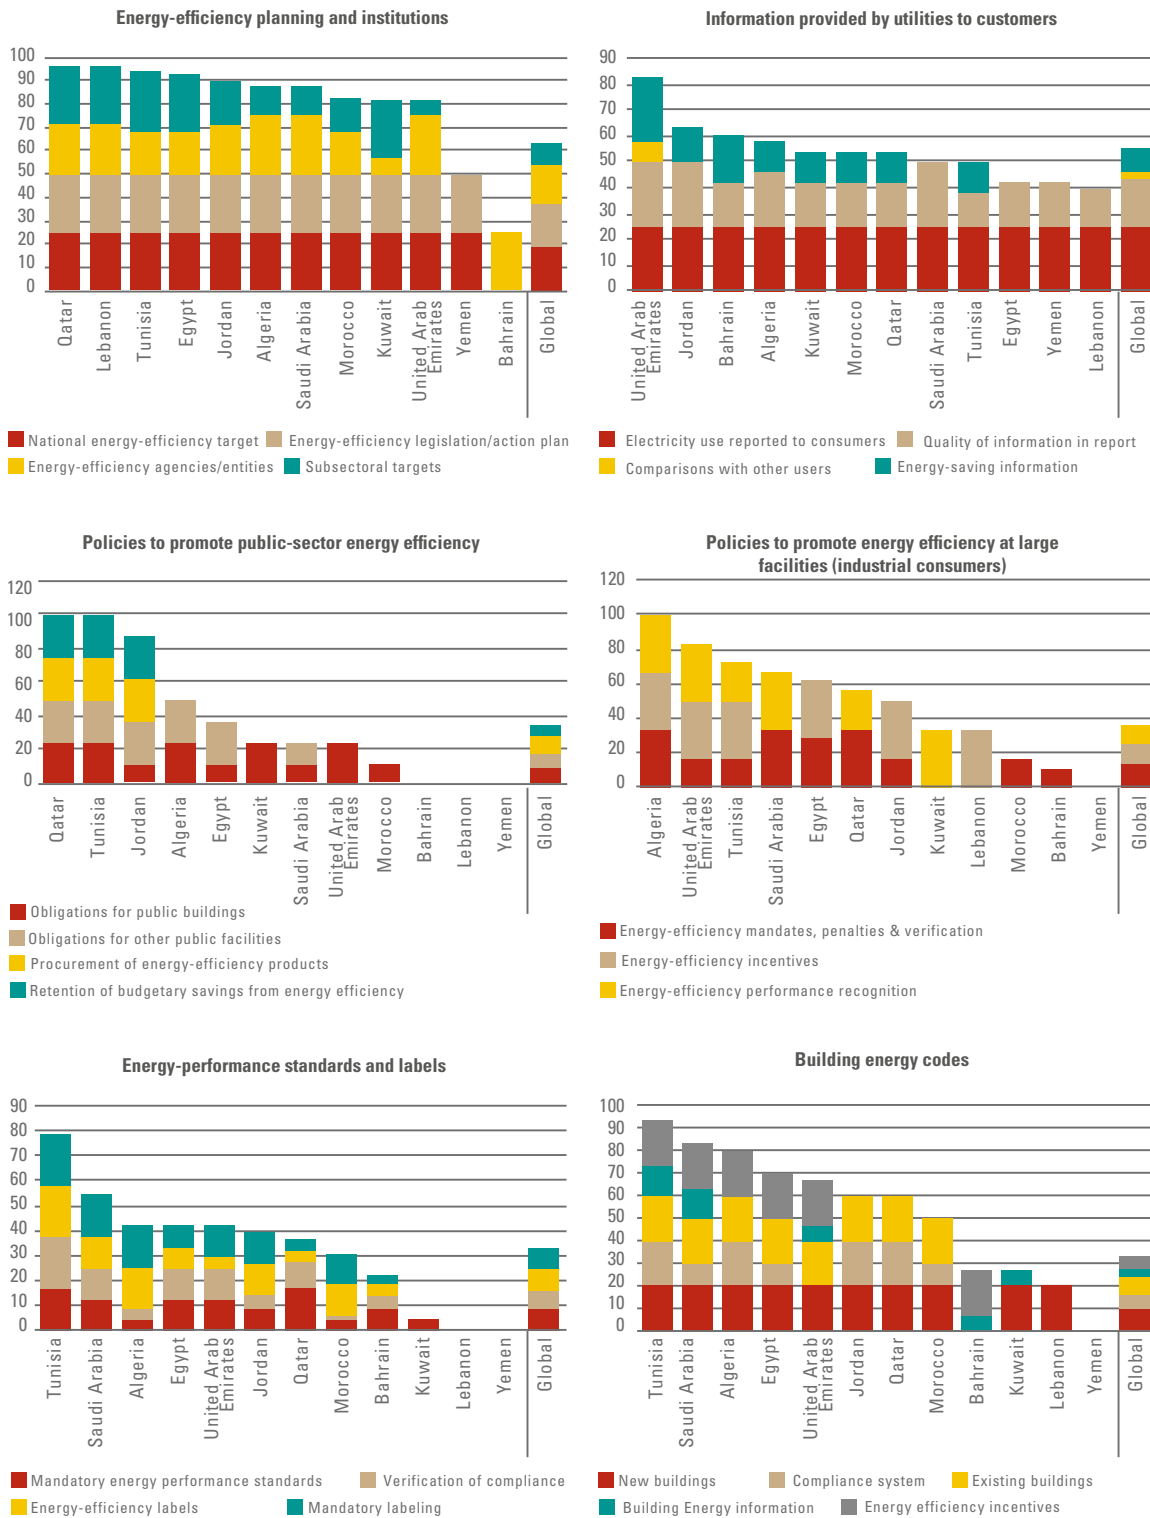 Energy-efficiency planning and institutions
100
90
80
70
60
50
40
30
20
10
0
Qatar
Lebanon
Tunisia
Egypt
Jordan
Algeria
Saudi Arabia
Morocco
Kuwait
United Arab
Emirates
Yemen
Bahrain
Global
National energy-efficiency target
Energy-efficiency legislation/action plan
Energy-efficiency agencies/entities
Subsectoral targets
Information provided by utilities to customers
90
80
70
60
50
40
30
20
10
0
United Arab
Emirates
Jordan
Bahrain
Algeria
Kuwait
Morocco
Qatar
Saudi Arabia
Tunisia
Egypt
Yemen
Lebanon
Global
Electricity use reported to consumers
Quality of information in report
Comparisons with other users
Energy-saving information
Policies to promote public-sector energy efficiency
120
100
80
60
40
20
0
Qatar
Tunisia
Jordan
Algeria
Egypt
Kuwait
Saudi Arabia
United Arab
Emirates
Morocco
Bahrain
Lebanon
Yemen
Global
Obligations for public buildings
Obligations for other public facilities
Procurement of energy-efficiency products
Retention of budgetary savings from energy efficiency
Policies to promote energy efficiency at large
facilities (industrial consumers)
120
100
80
60
40
20
0
Algeria
United Arab
Emirates
Tunisia
Saudi Arabia
Egypt
Qatar
Jordan
Kuwait
Lebanon
Morocco
Bahrain
Yemen
Global
Energy-efficiency mandates, penalties & verification
Energy-efficiency incentives
Energy-efficiency performance recognition
Energy-performance standards and labels
90
80
70
60
50
40
30
20
10
0
Tunisia
Saudi Arabia
Algeria
Egypt
United Arab
Emirates
Jordan
Qatar
Morocco
Bahrain
Kuwait
Lebanon
Yemen
Global
Mandatory energy performance standards
Verification of compliance
Energy-efficiency labels
Mandatory labeling
Building energy codes
100
90
80
70
60
50
40
30
20
10
0
Tunisia
Saudi Arabia
Algeria
Egypt
United Arab
Emirates
Jordan
Qatar
Morocco
Bahrain
Kuwait
Lebanon
Yemen
Global
New buildings
Compliance system
Existing buildings
Building Energy information
Energy efficiency incentives